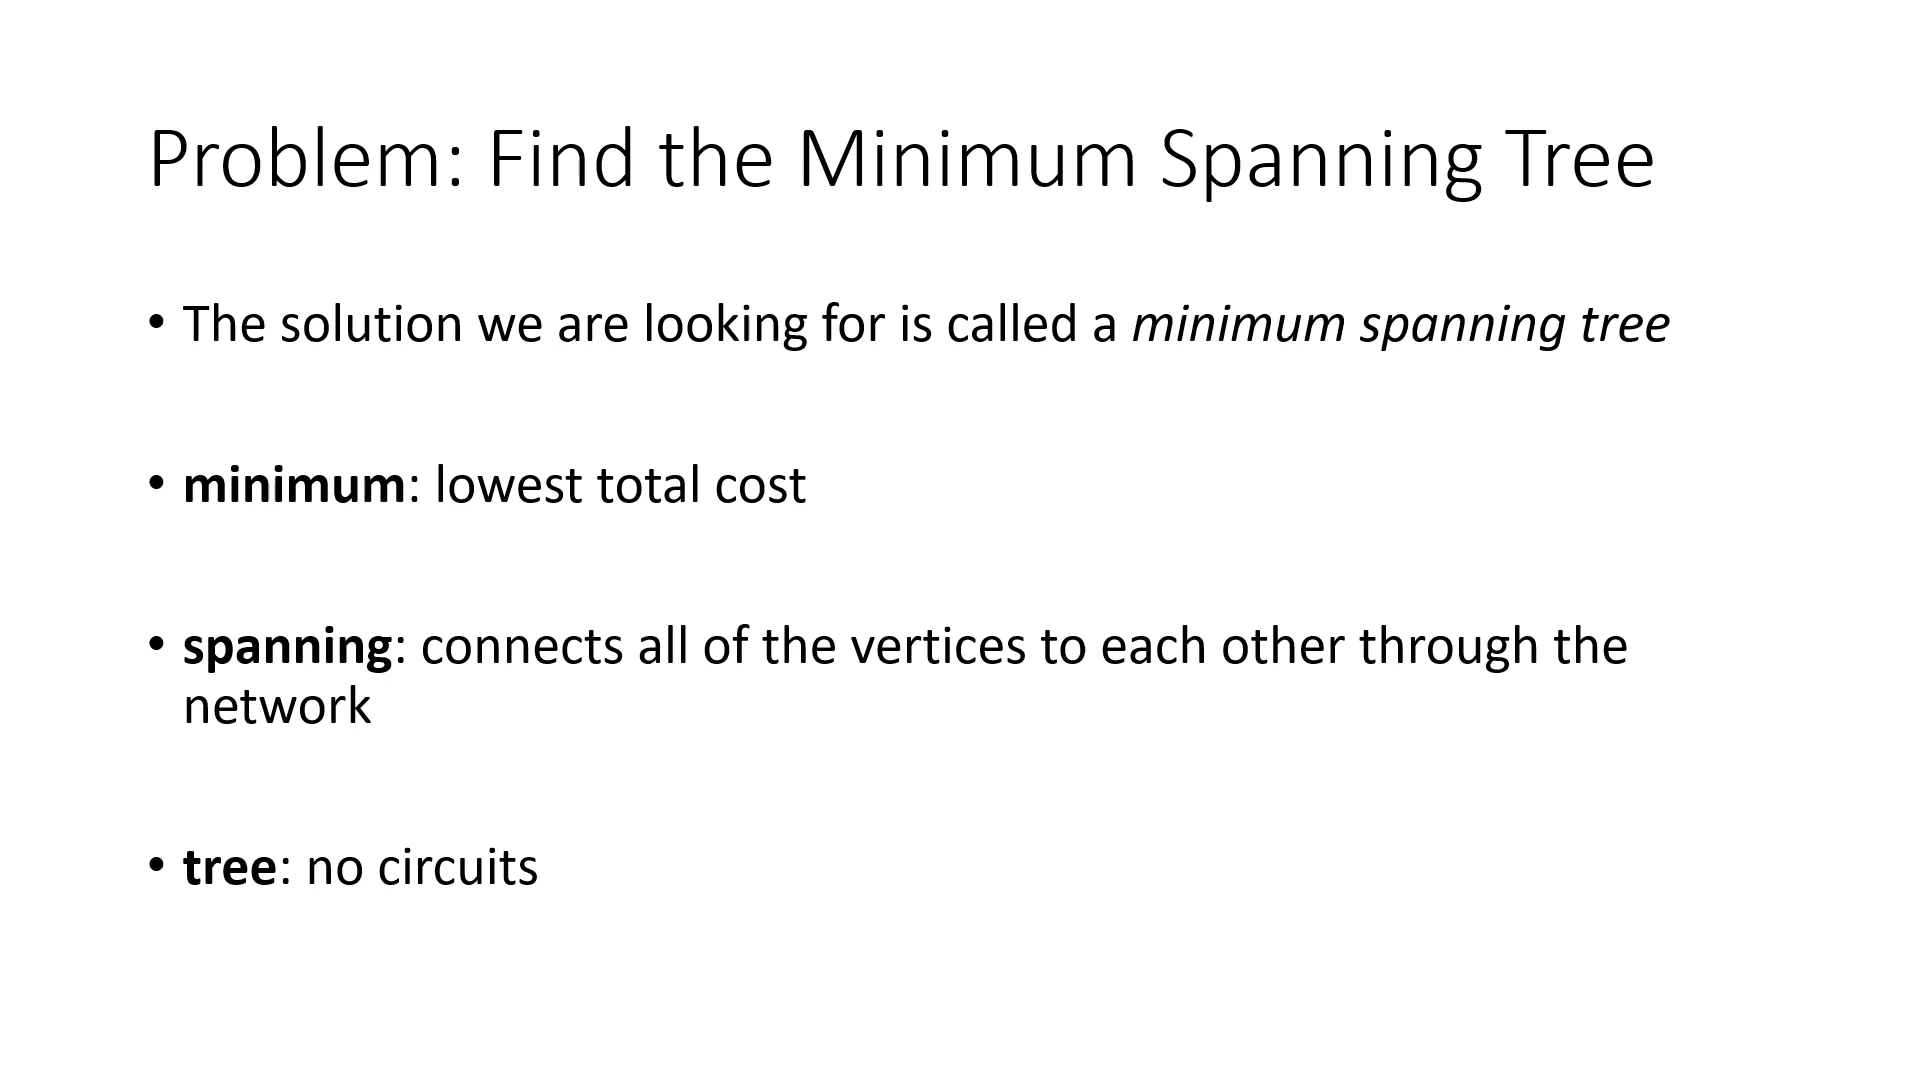 Problem: Find the Minimum Spanning Tree
• The solution we are looking for is called a minimum spanning tree
• minimum: lowest total cost
• spanning: connects all of the vertices to each other through the
network
• tree: no circuits